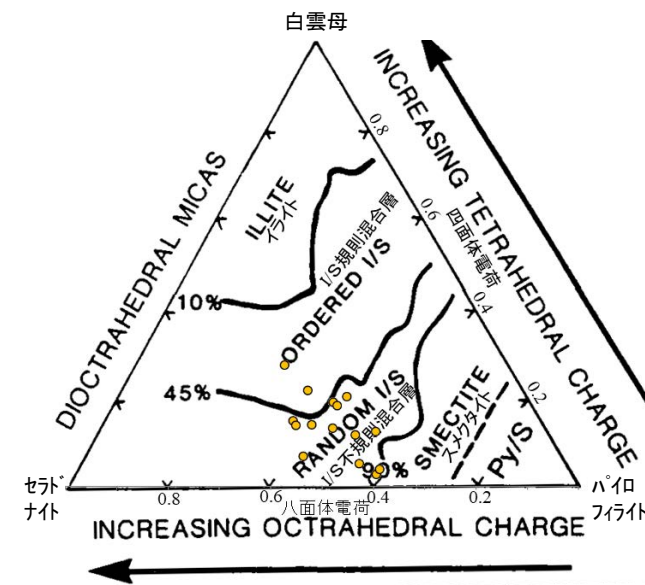 白雲母
INCREASING TETRAHEDRAL CHARGE
四面体電荷
DIOCTRAHEDRAL MICAS
0.8
0.6
0.4
0.2
ILLITE
イライト
I/S規則混合層
ORDERED I/S
10%
45%
RANDOM I/S
I/S不規則混合層
90%
SMECTITE
スメクタイト
Py/S
セラド
ナイト
0.8
0.6
0.4
0.2
八面体電荷
パイロ
フィライト
INCREASING OCTRAHEDRAL CHARGE